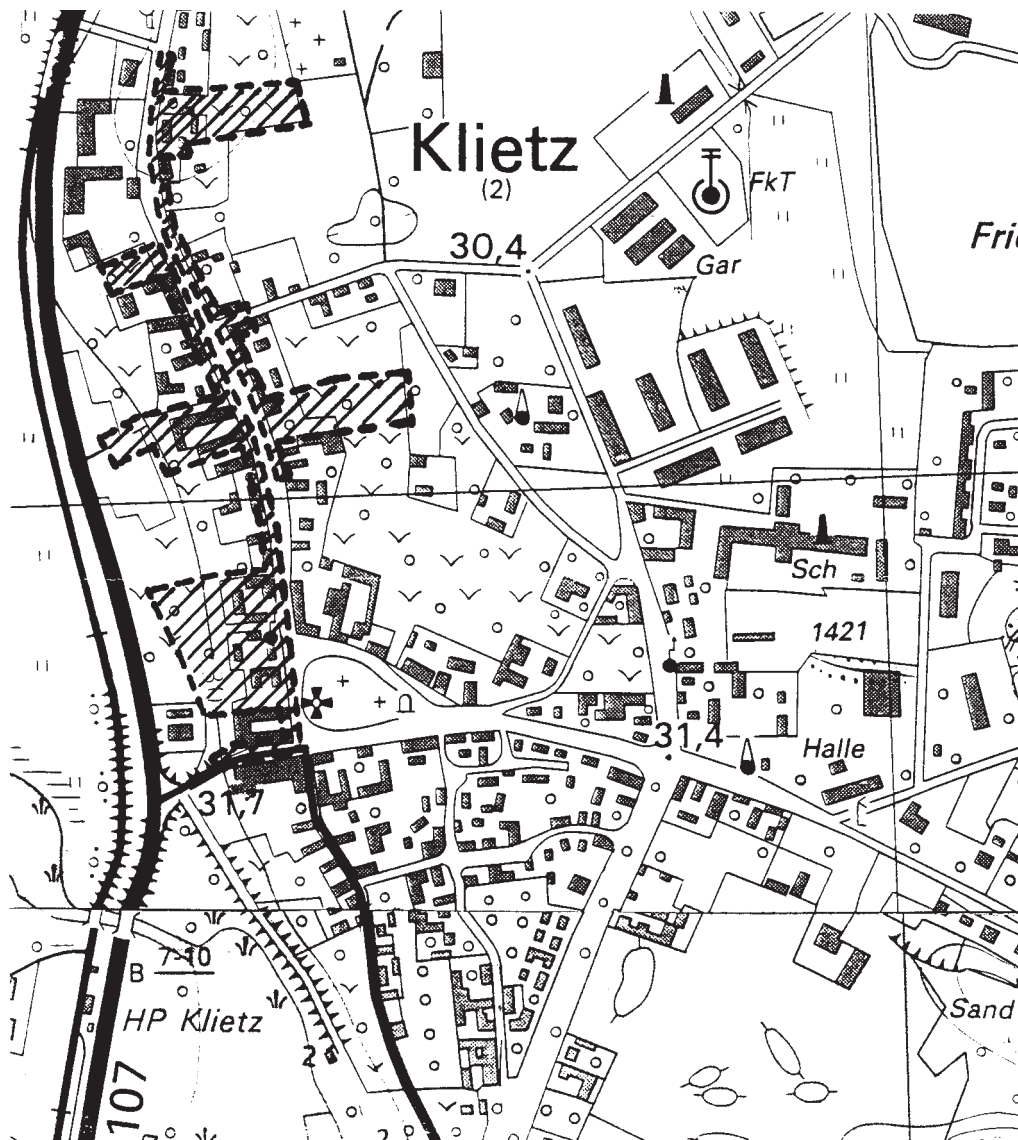 Klietz
(2)
FkT
30,4
Gar
Frie
Sch
1421
31,4
Halle
31,7
B 7-10
HP Klietz
Sand
2
107
2